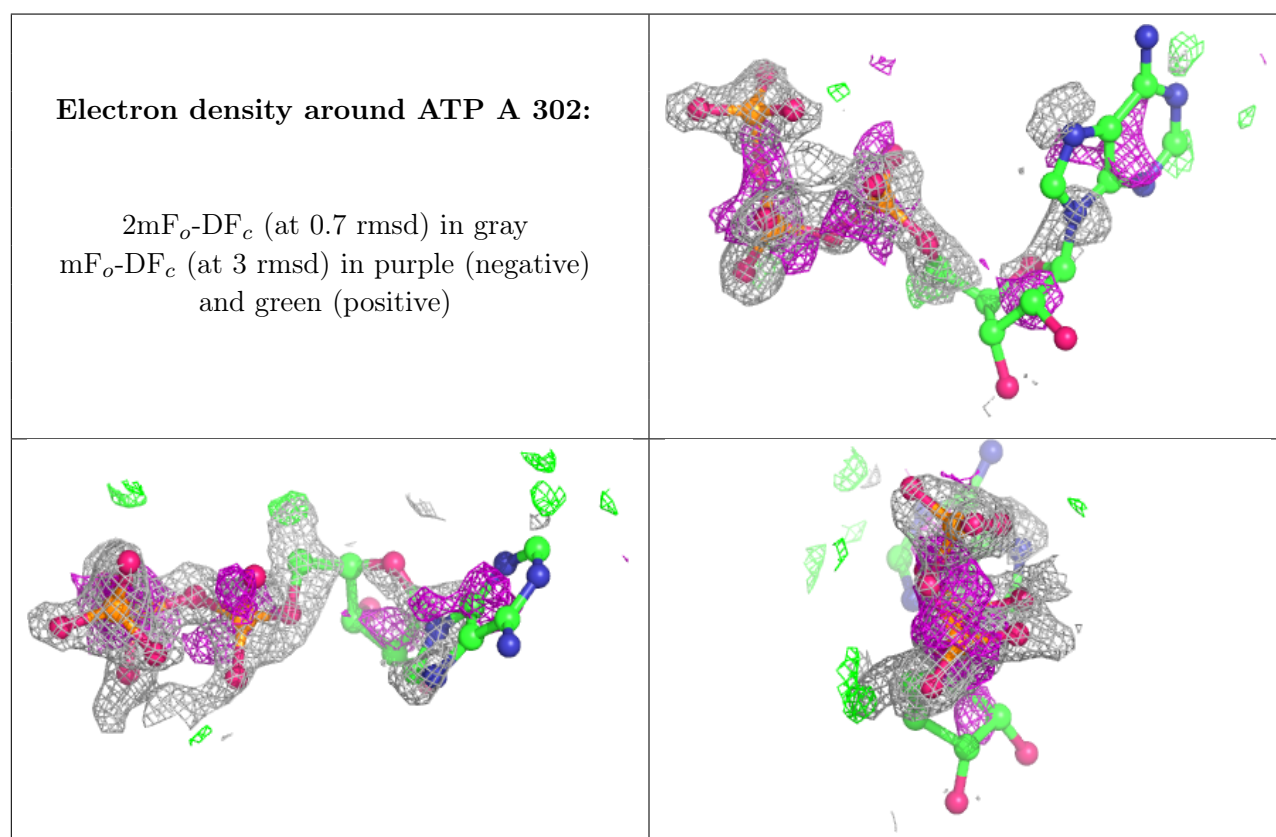 Electron density around ATP A 302:
2mFₒ-DF𝒸 (at 0.7 rmsd) in gray
mFₒ-DF𝒸 (at 3 rmsd) in purple (negative)
and green (positive)